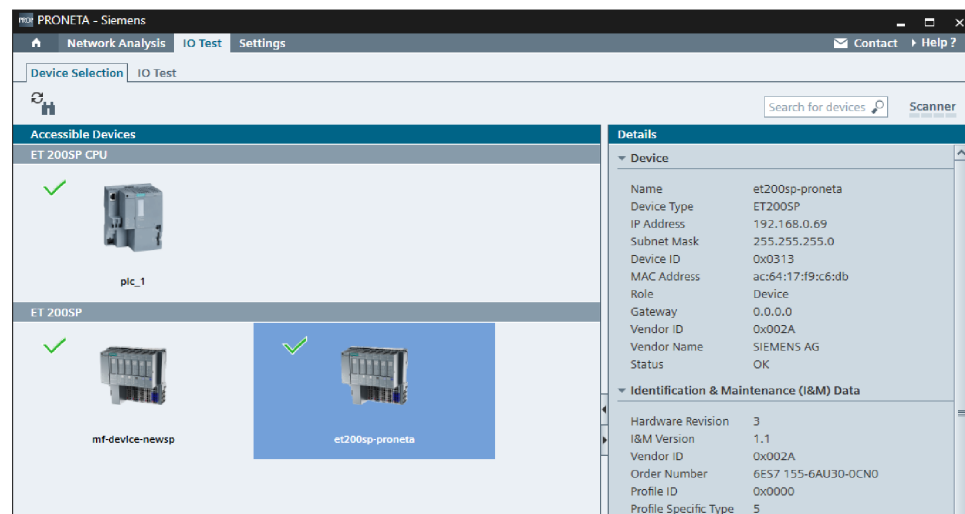 PRONETA - Siemens
Network Analysis IO Test Settings Contact Help ?
Device Selection IO Test
Search for devices Scanner
Accessible Devices
ET 200SP CPU
plc_1
ET 200SP
mf-device-newsp
et200sp-proneta
Details
Device
Name et200sp-proneta
Device Type ET200SP
IP Address 192.168.0.69
Subnet Mask 255.255.255.0
Device ID 0x0313
MAC Address ac:64:17:f9:c6:db
Role Device
Gateway 0.0.0.0
Vendor ID 0x002A
Vendor Name SIEMENS AG
Status OK
Identification & Maintenance (I&M) Data
Hardware Revision 3
I&M Version 1.1
Vendor ID 0x002A
Order Number 6ES7 155-6AU30-0CN0
Profile ID 0x0000
Profile Specific Type 5